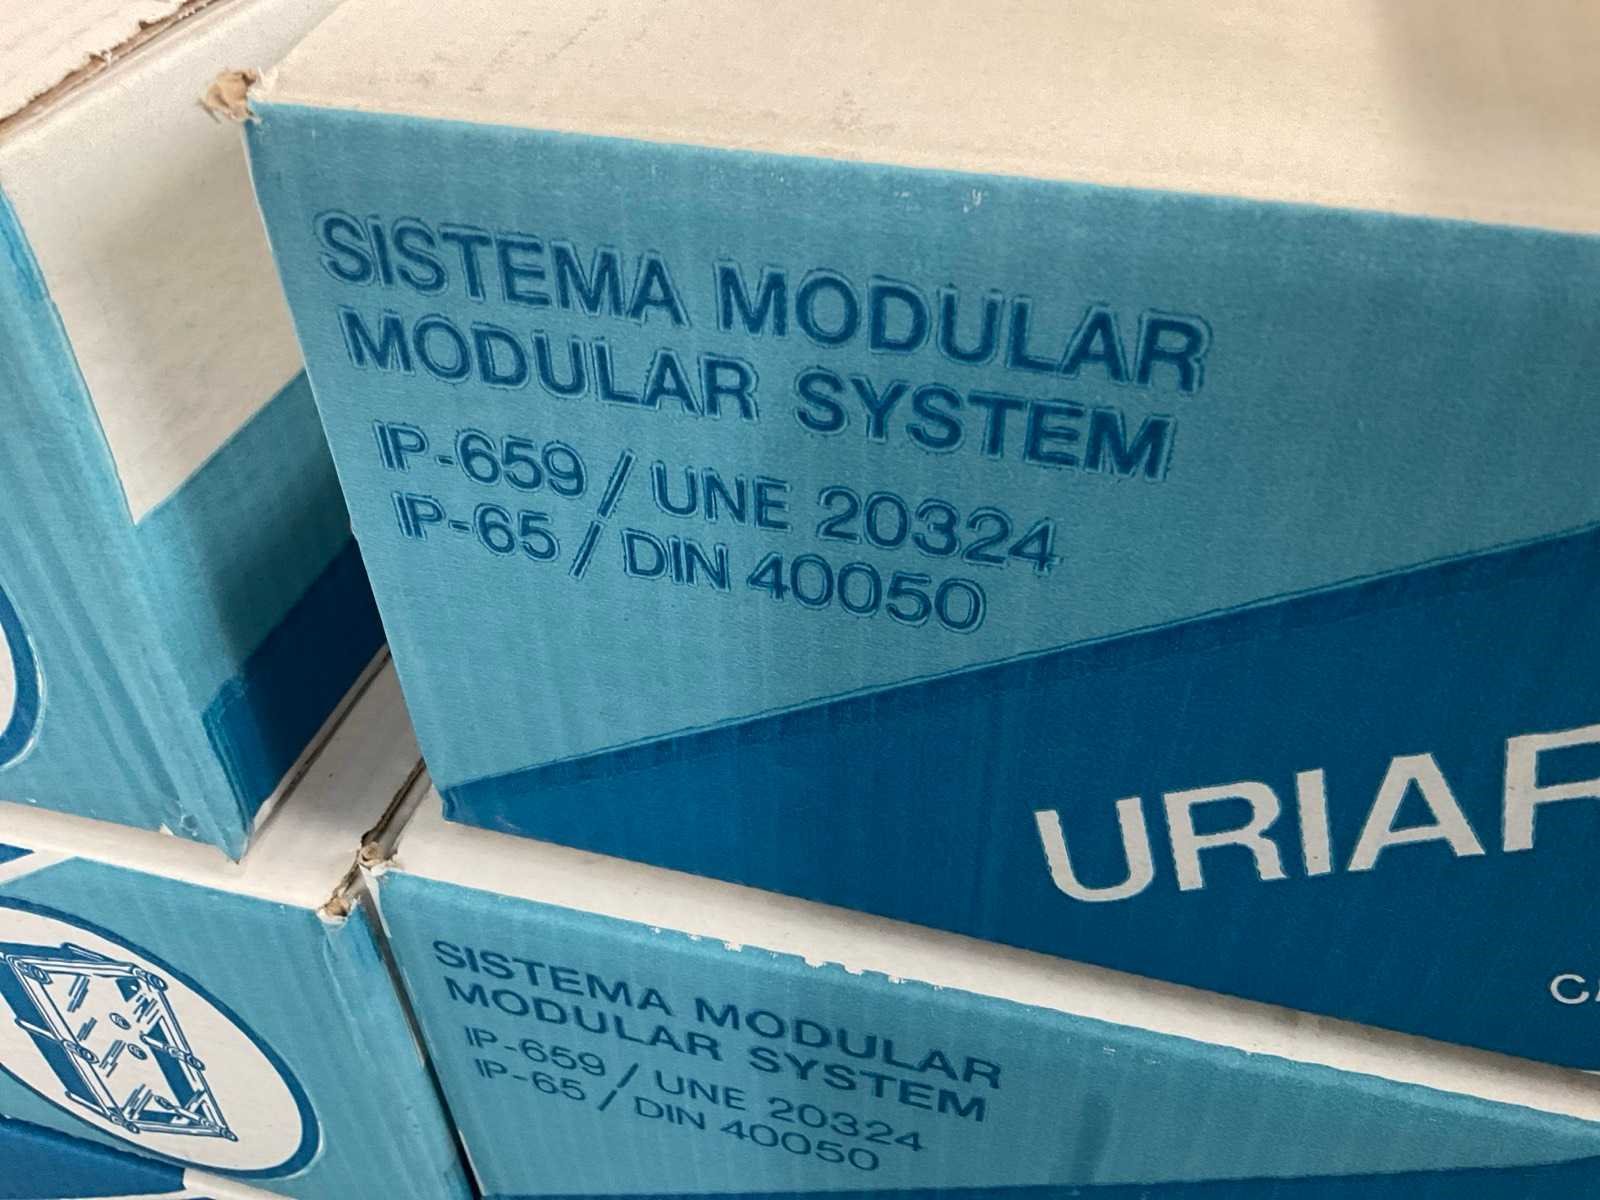 SISTEMA MODULAR
MODULAR SYSTEM
IP-659 / UNE 20324
IP-65 / DIN 40050
SISTEMA MODULAR
MODULAR SYSTEM
IP-659 / UNE 20324
IP-65 / DIN 40050